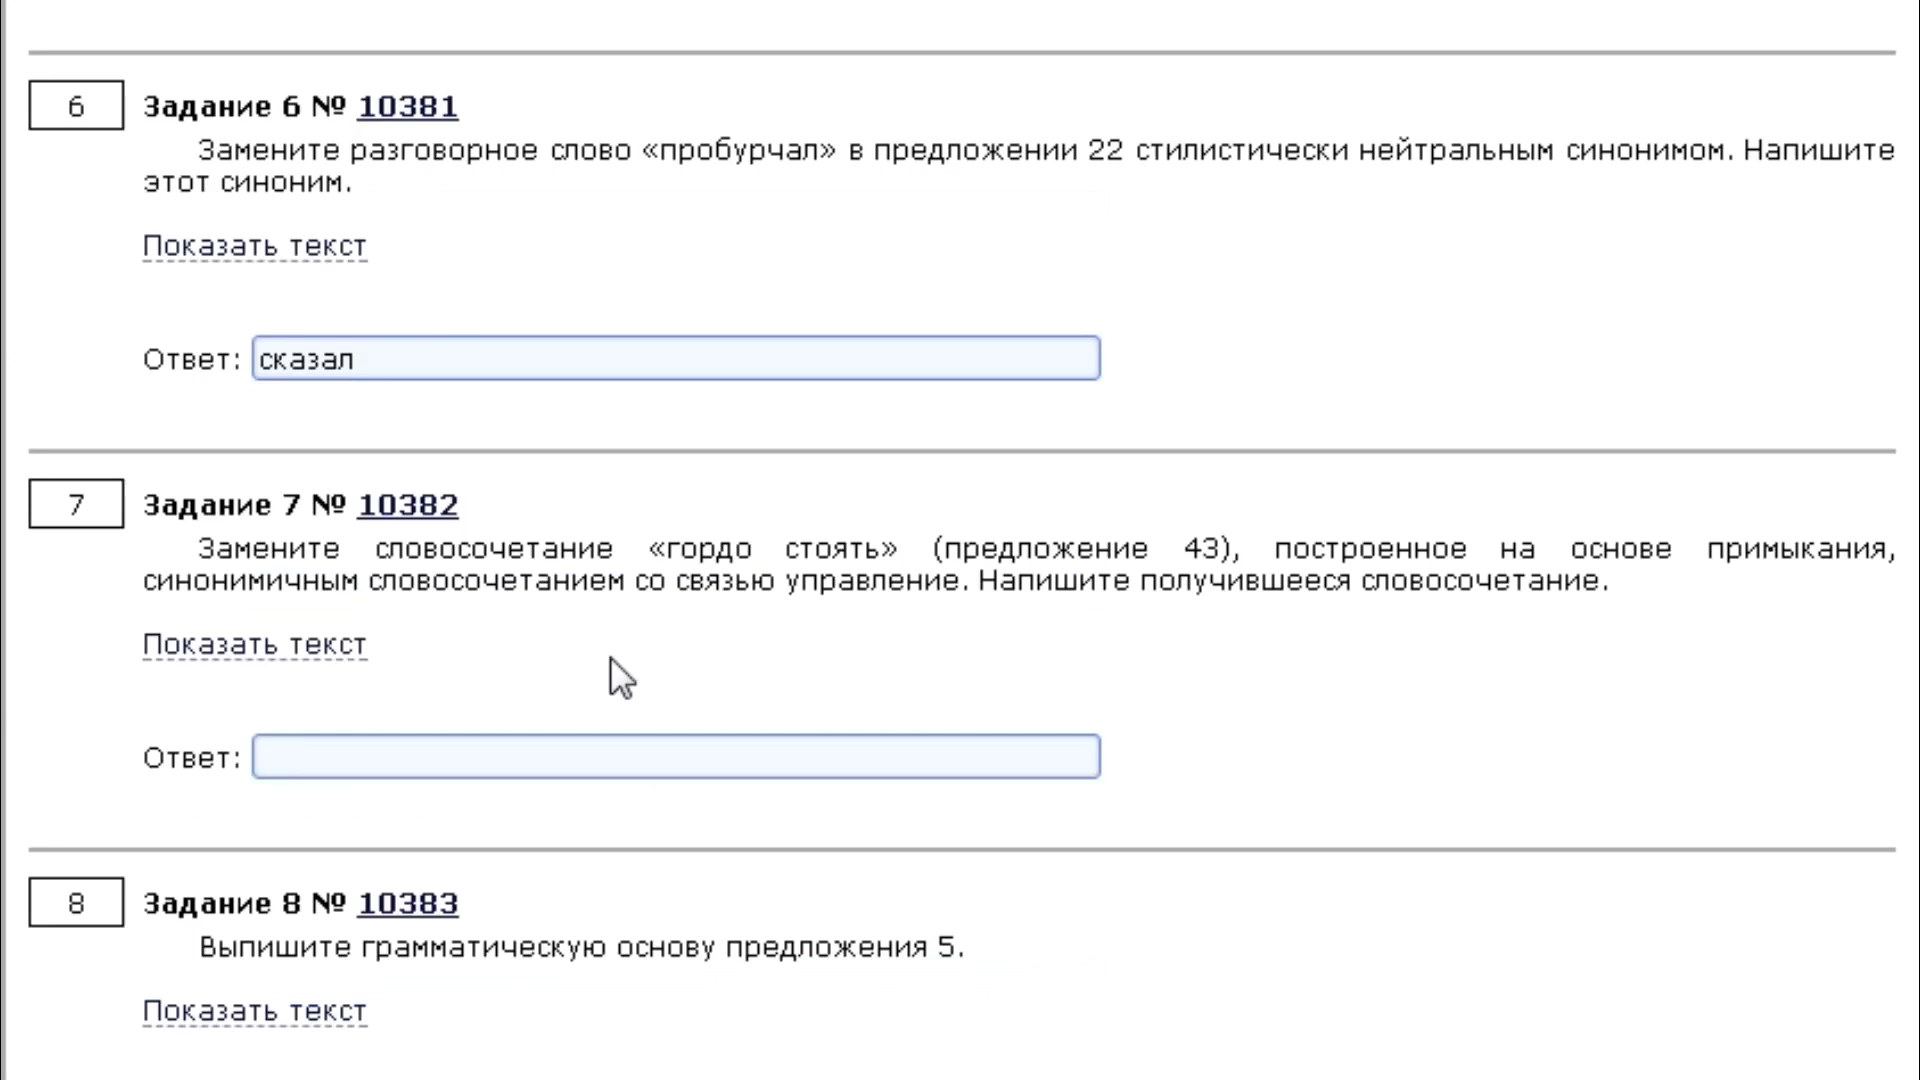 6
Задание 6 № 10381
Замените разговорное слово «пробурчал» в предложении 22 стилистически нейтральным синонимом. Напишите
этот синоним.
Показать текст
Ответ: сказал
7
Задание 7 № 10382
Замените словосочетание «гордо стоять» (предложение 43), построенное на основе примыкания,
синонимичным словосочетанием со связью управление. Напишите получившееся словосочетание.
Показать текст
Ответ:
8
Задание 8 № 10383
Выпишите грамматическую основу предложения 5.
Показать текст